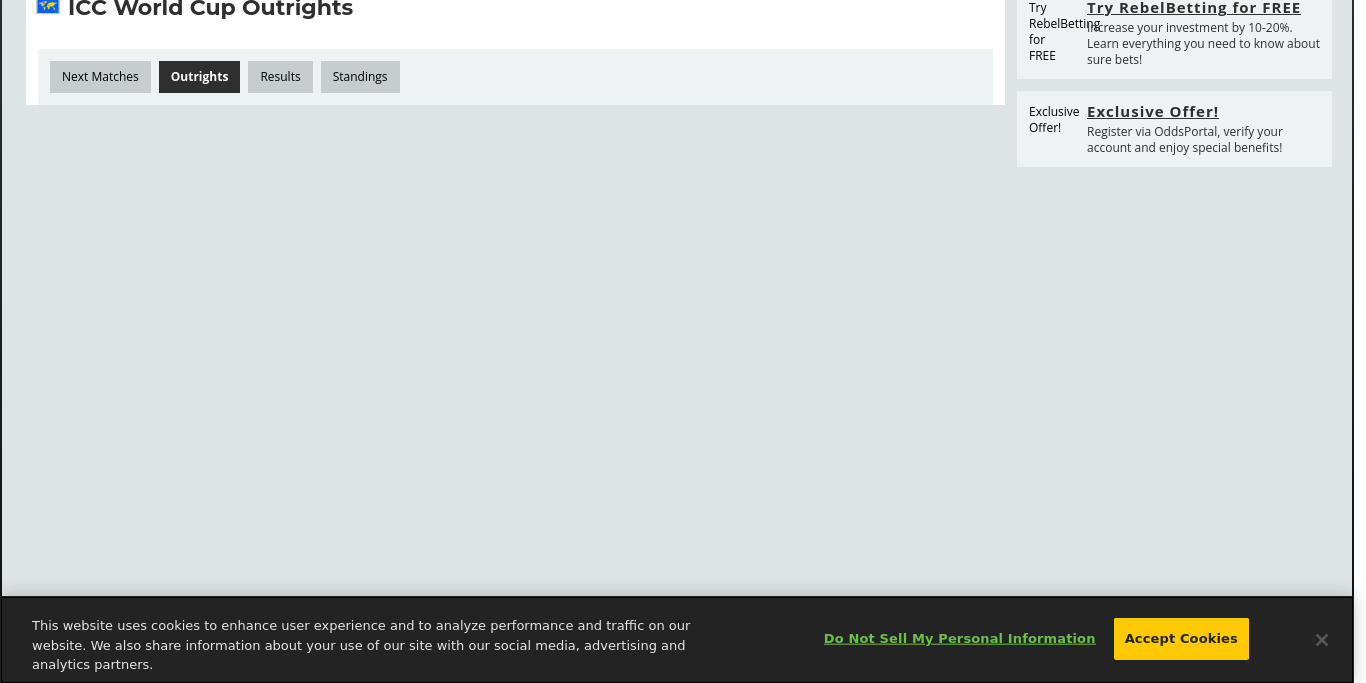 ICC World Cup Outrights
Next Matches
Outrights
Results
Standings
Try
RebelBetting
for
FREE
Try RebelBetting for FREE
Increase your investment by 10-20%.
Learn everything you need to know about
sure bets!
Exclusive
Offer!
Exclusive Offer!
Register via OddsPortal, verify your
account and enjoy special benefits!
This website uses cookies to enhance user experience and to analyze performance and traffic on our
website. We also share information about your use of our site with our social media, advertising and
analytics partners.
Do Not Sell My Personal Information
Accept Cookies